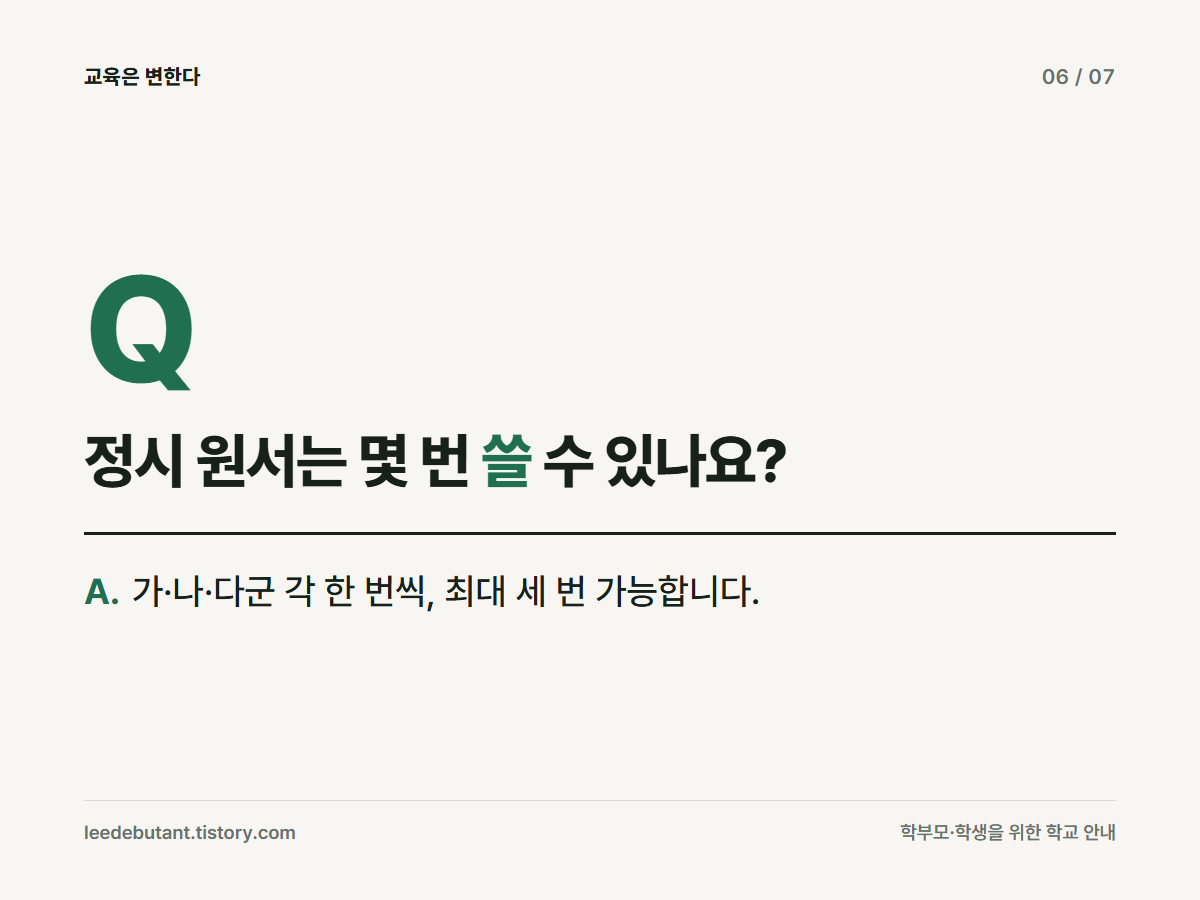 교육은 변한다
06 / 07
Q
정시 원서는 몇 번 쓸 수 있나요?
A. 가·나·다군 각 한 번씩, 최대 세 번 가능합니다.
leedebutant.tistory.com
학부모·학생을 위한 학교 안내